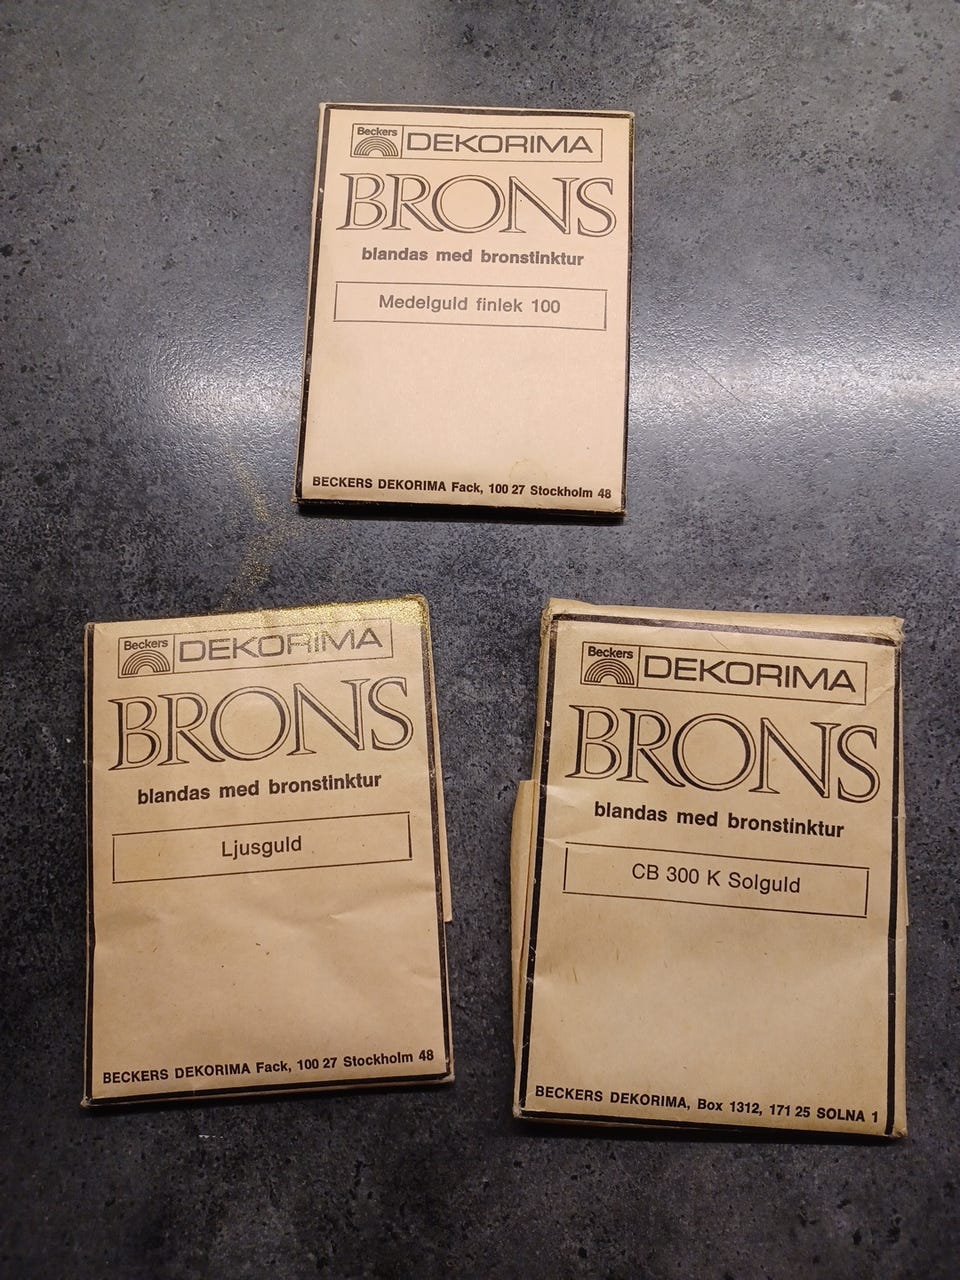 Beckers
DEKORIMA
BRONS
blandas med bronstinktur
Medelguld finlek 100
BECKERS DEKORIMA Fack, 100 27 Stockholm 48
Beckers
DEKORIMA
BRONS
blandas med bronstinktur
Ljusguld
BECKERS DEKORIMA Fack, 100 27 Stockholm 48
Beckers
DEKORIMA
BRONS
blandas med bronstinktur
CB 300 K Solguld
BECKERS DEKORIMA, Box 1312, 171 25 SOLNA 1